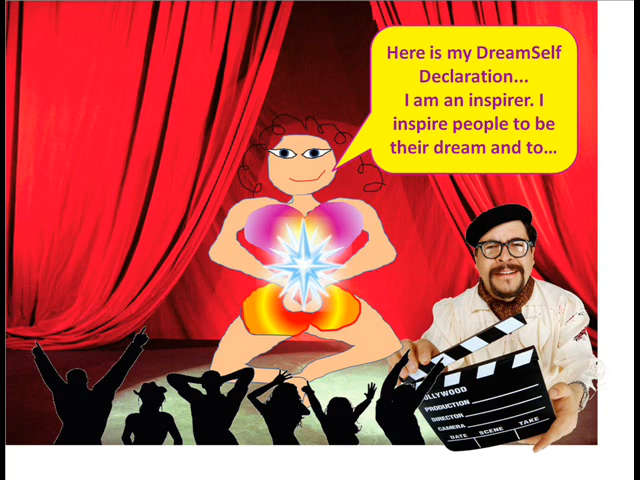 Here is my DreamSelf
Declaration...
I am an inspirer. I
inspire people to be
their dream and to...
OLLYWOOD
PRODUCTION
DIRECTOR
CAMERA
DATE SCENE TAKE